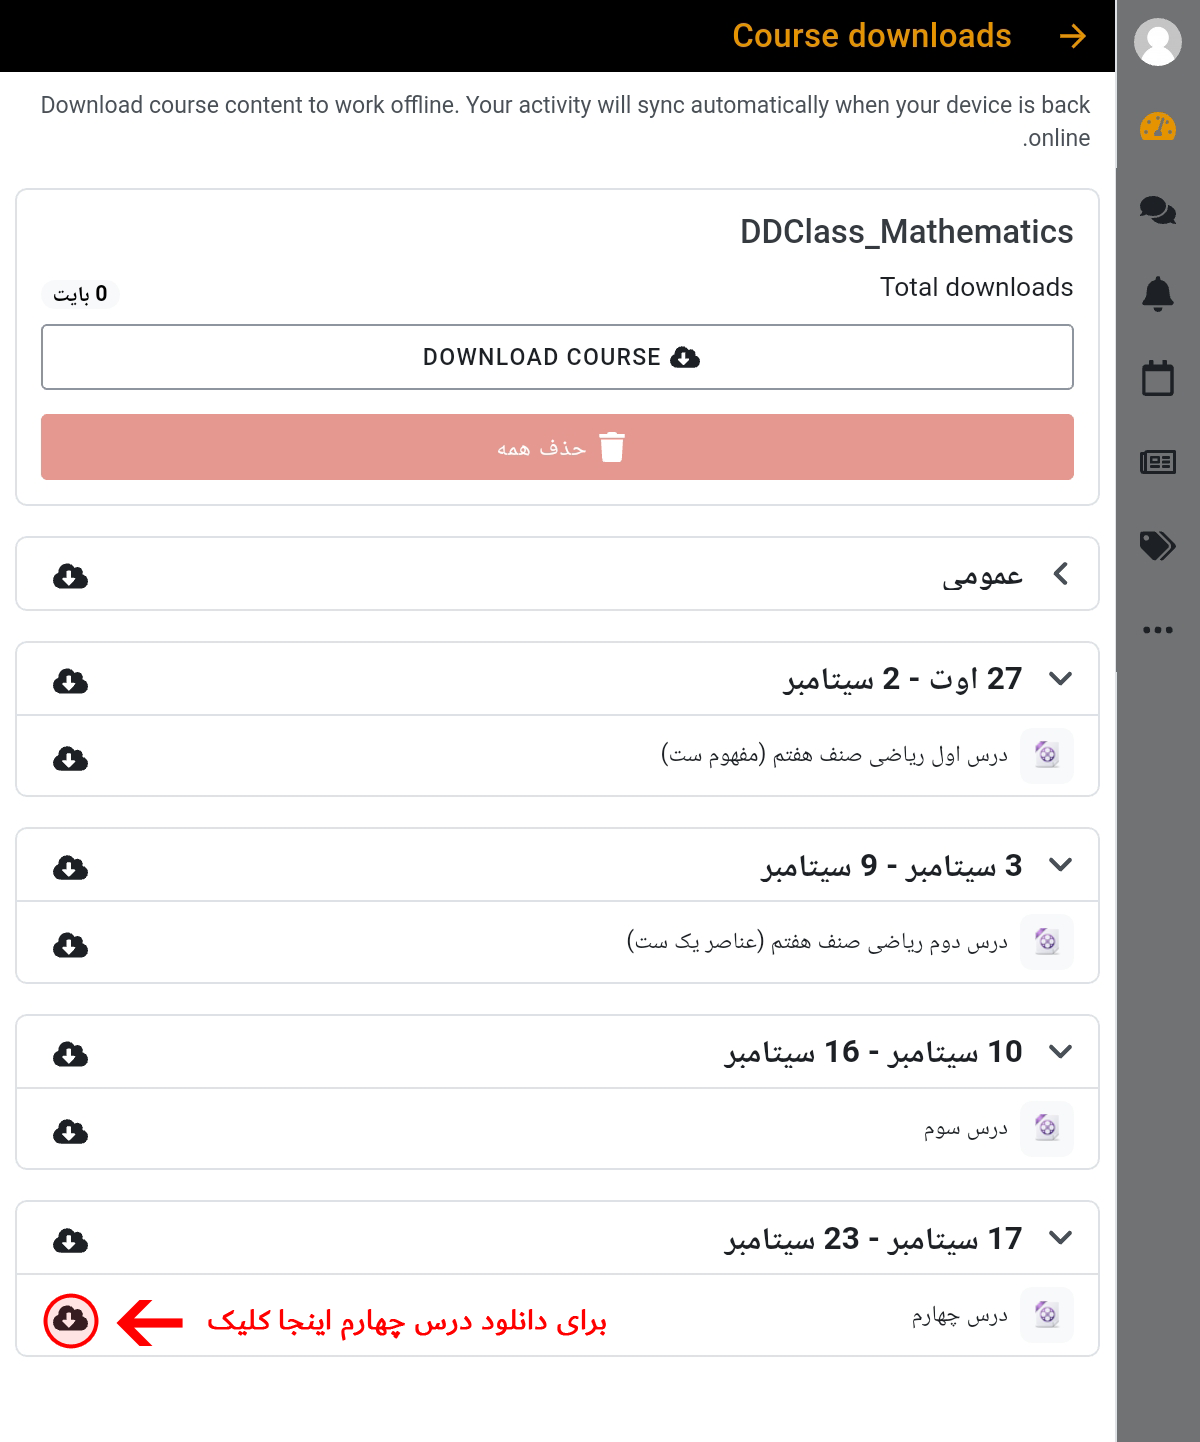 Course downloads
Download course content to work offline. Your activity will sync automatically when your device is back
.online
DDClass_Mathematics
Total downloads
0 بایت
DOWNLOAD COURSE
حذف همه
عمومی
27 اوت - 2 سپتامبر
درس اول ریاضی صنف هفتم (مفهوم ست)
3 سپتامبر - 9 سپتامبر
درس دوم ریاضی صنف هفتم (عناصر یک ست)
10 سپتامبر - 16 سپتامبر
درس سوم
17 سپتامبر - 23 سپتامبر
درس چهارم
برای دانلود درس چهارم اینجا کلیک